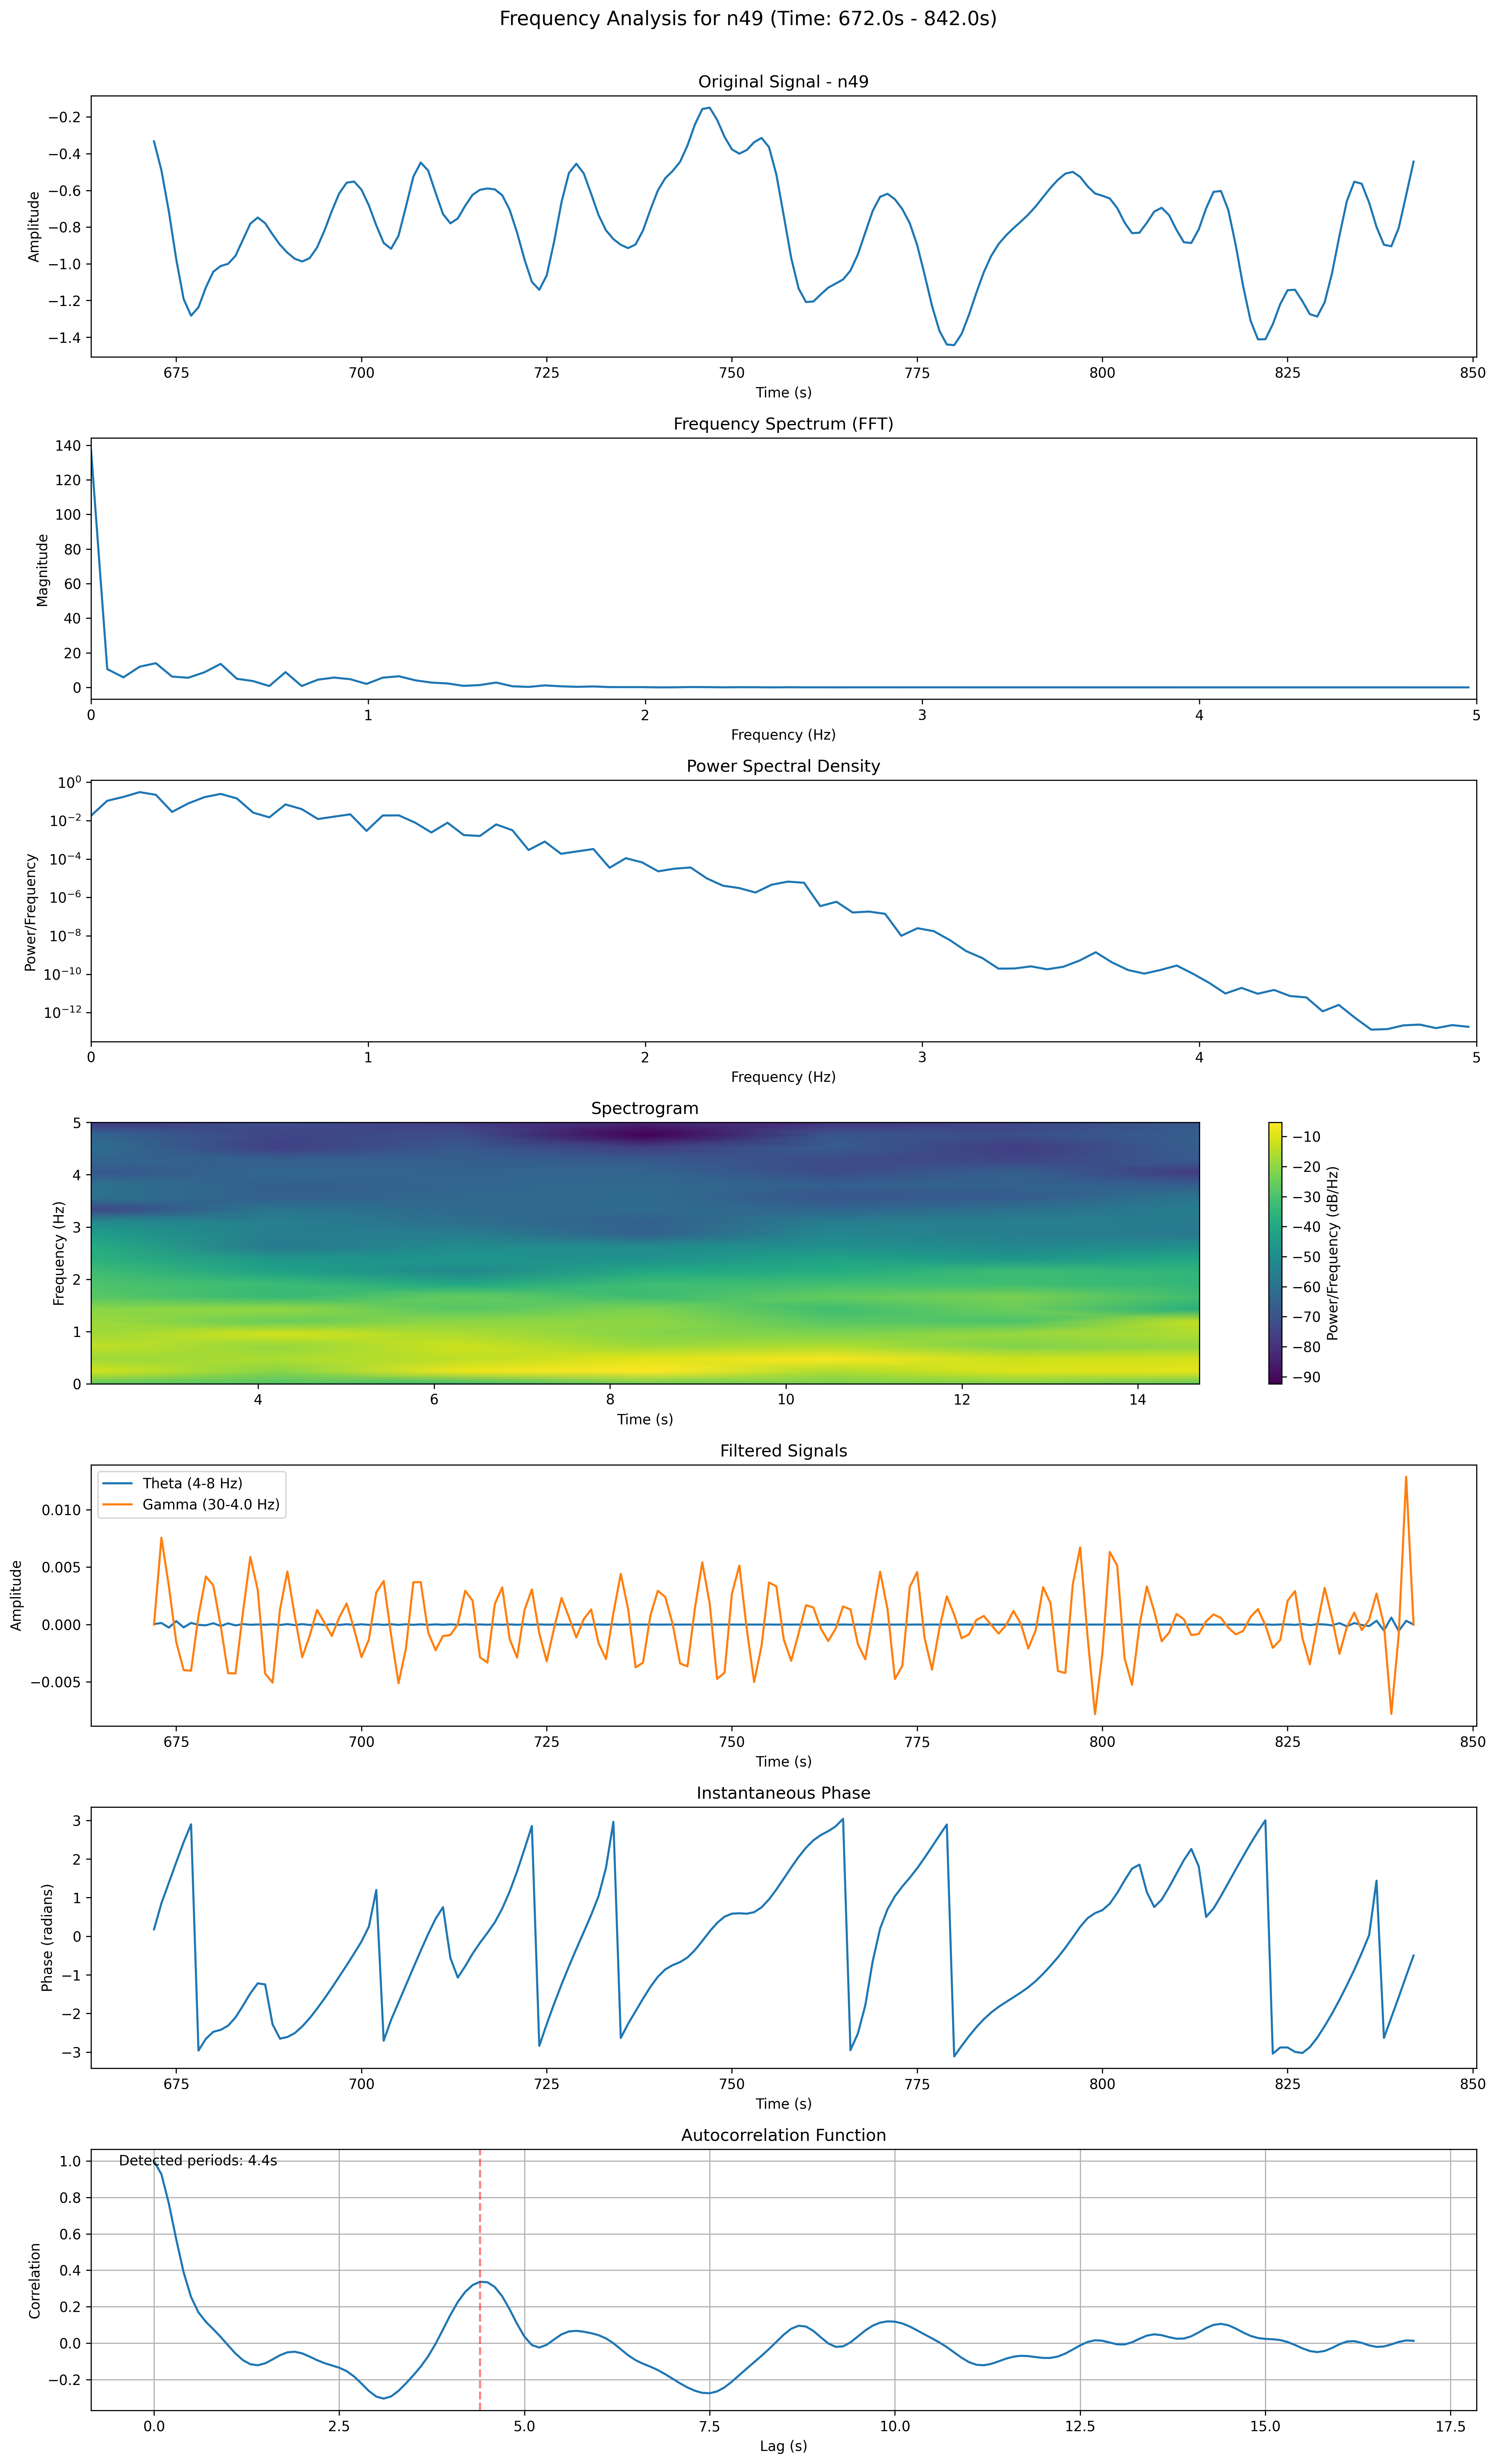 Frequency Analysis for n49 (Time: 672.0s - 842.0s)
Original Signal - n49
Amplitude
−0.2
−0.4
−0.6
−0.8
−1.0
−1.2
−1.4
675 700 725 750 775 800 825 850
Time (s)
Frequency Spectrum (FFT)
Magnitude
140
120
100
80
60
40
20
0
0 1 2 3 4 5
Frequency (Hz)
Power Spectral Density
Power/Frequency
10⁰
10⁻²
10⁻⁴
10⁻⁶
10⁻⁸
10⁻¹⁰
10⁻¹²
0 1 2 3 4 5
Frequency (Hz)
Spectrogram
Frequency (Hz)
5
4
3
2
1
0
4 6 8 10 12 14
Time (s)
−10
−20
−30
−40
−50
−60
−70
−80
−90
Power/Frequency (dB/Hz)
Filtered Signals
Theta (4-8 Hz)
Gamma (30-4.0 Hz)
Amplitude
0.010
0.005
0.000
−0.005
675 700 725 750 775 800 825 850
Time (s)
Instantaneous Phase
Phase (radians)
3
2
1
0
−1
−2
−3
675 700 725 750 775 800 825 850
Time (s)
Autocorrelation Function
Detected periods: 4.4s
Correlation
1.0
0.8
0.6
0.4
0.2
0.0
−0.2
0.0 2.5 5.0 7.5 10.0 12.5 15.0 17.5
Lag (s)